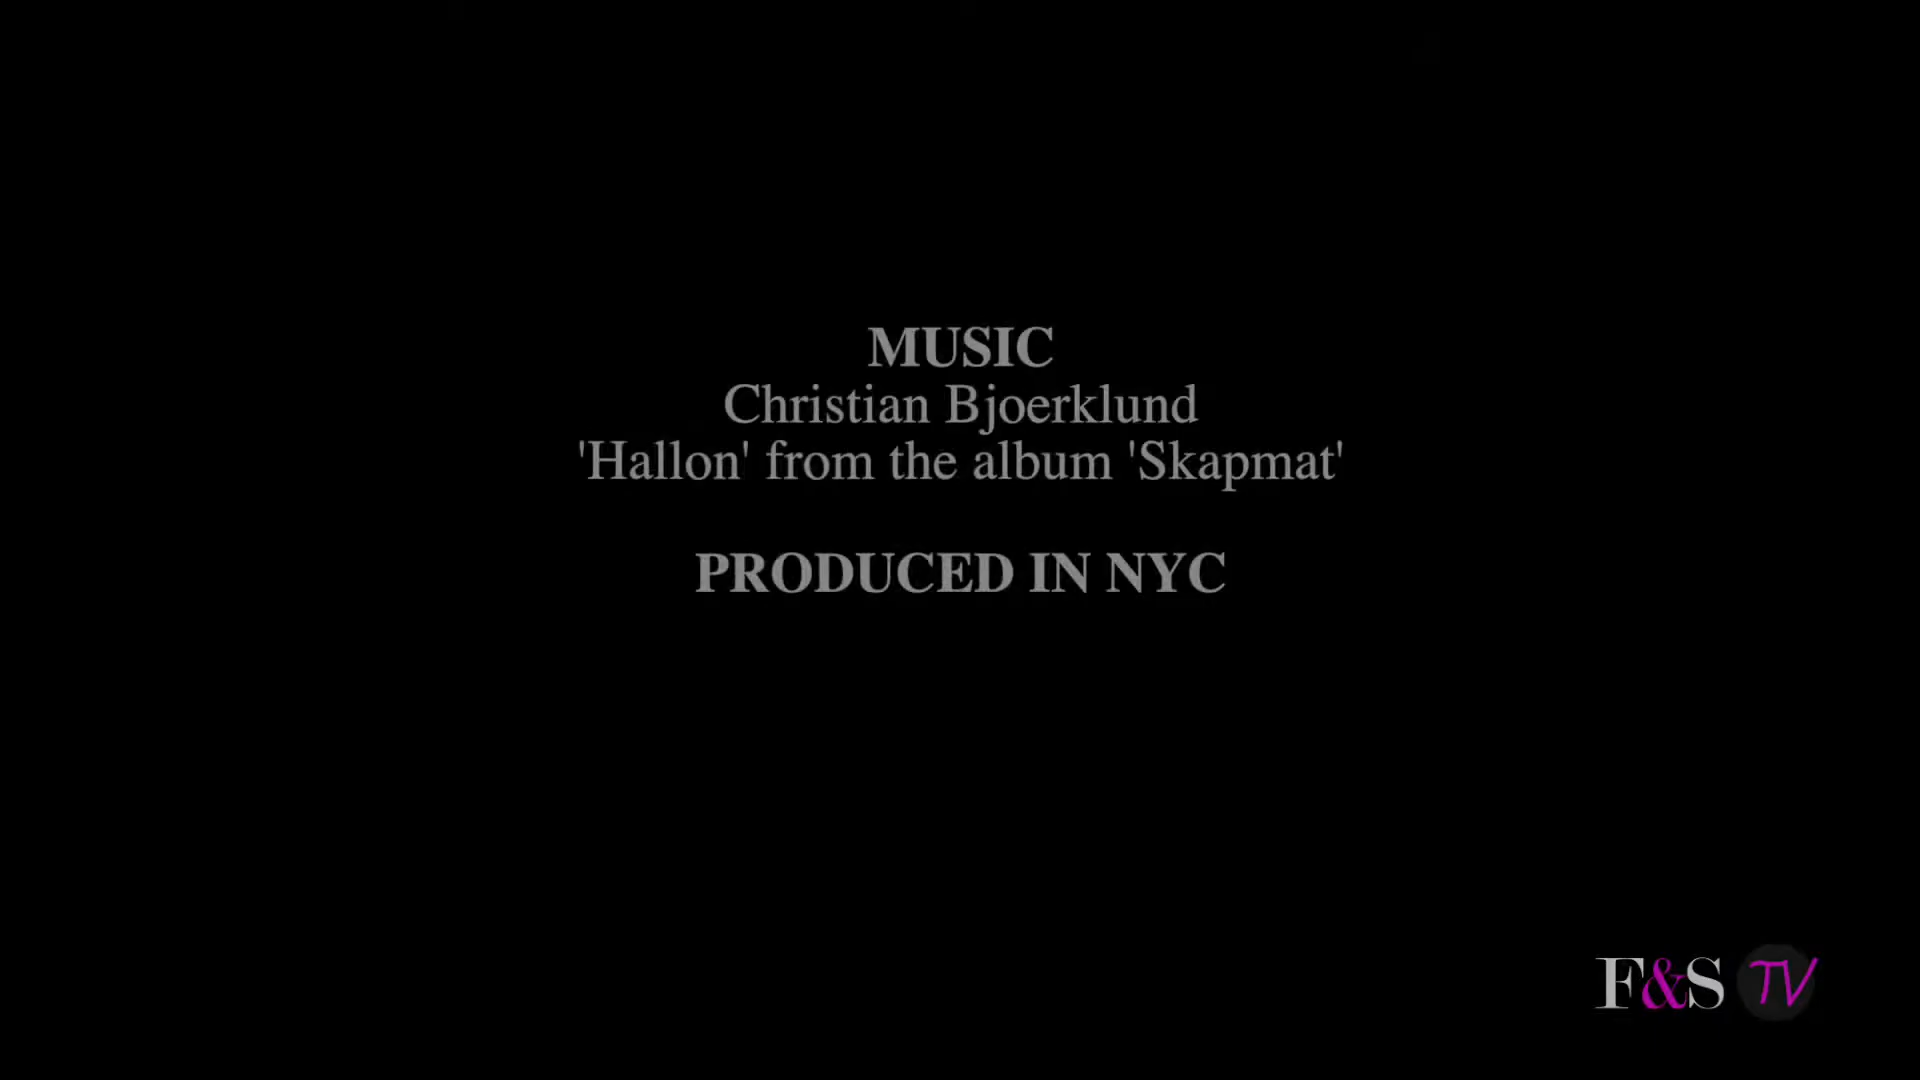 MUSIC
Christian Bjoerklund
'Hallon' from the album 'Skapmat'
PRODUCED IN NYC
F&S TV